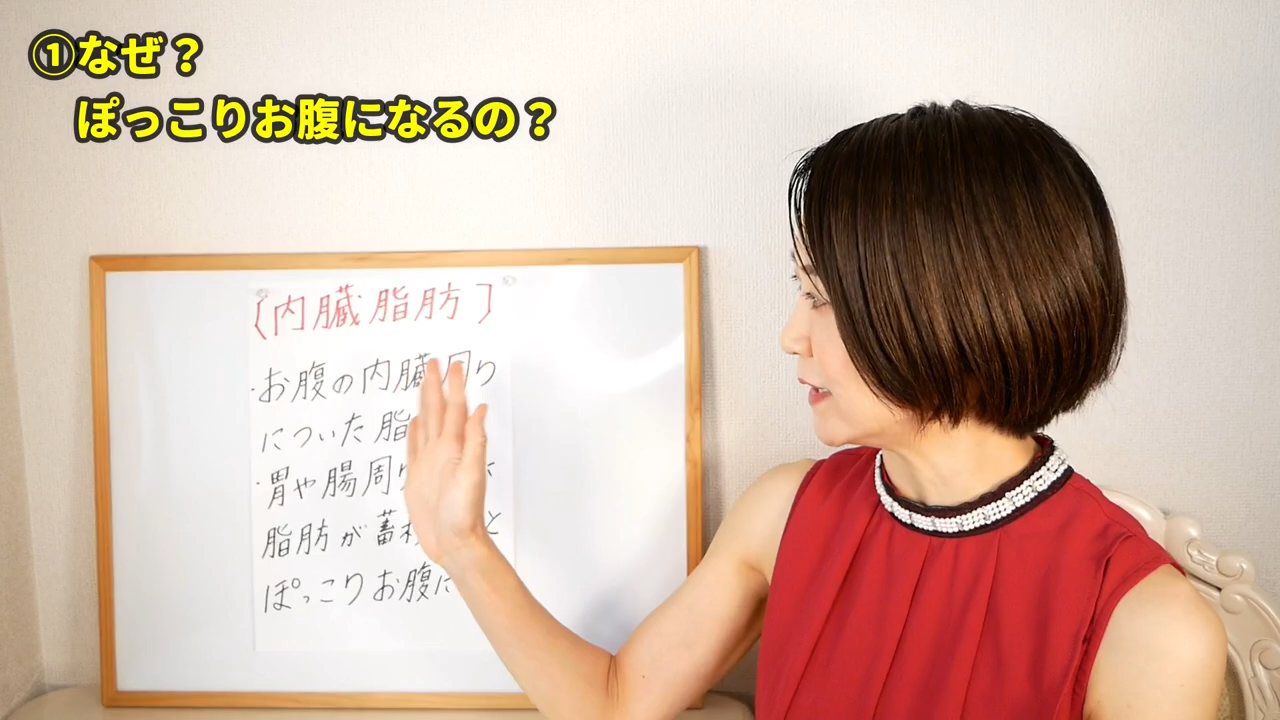 ①なぜ？
ぽっこりお腹になるの？
〔内臓脂肪〕
・お腹の内臓周り
についた脂
・胃や腸周り
脂肪が蓄 と
ぽっこりお腹に